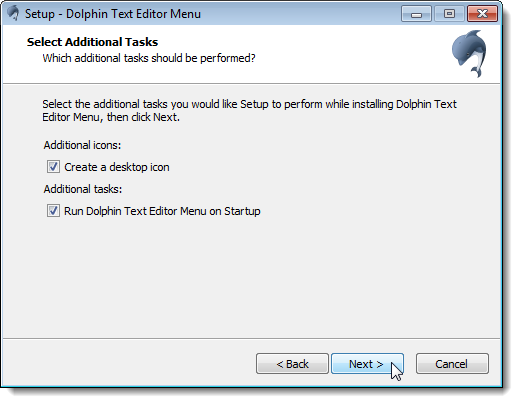 Setup - Dolphin Text Editor Menu
Select Additional Tasks
Which additional tasks should be performed?
Select the additional tasks you would like Setup to perform while installing Dolphin Text
Editor Menu, then click Next.
Additional icons:
Create a desktop icon
Additional tasks:
Run Dolphin Text Editor Menu on Startup
< Back Next > Cancel